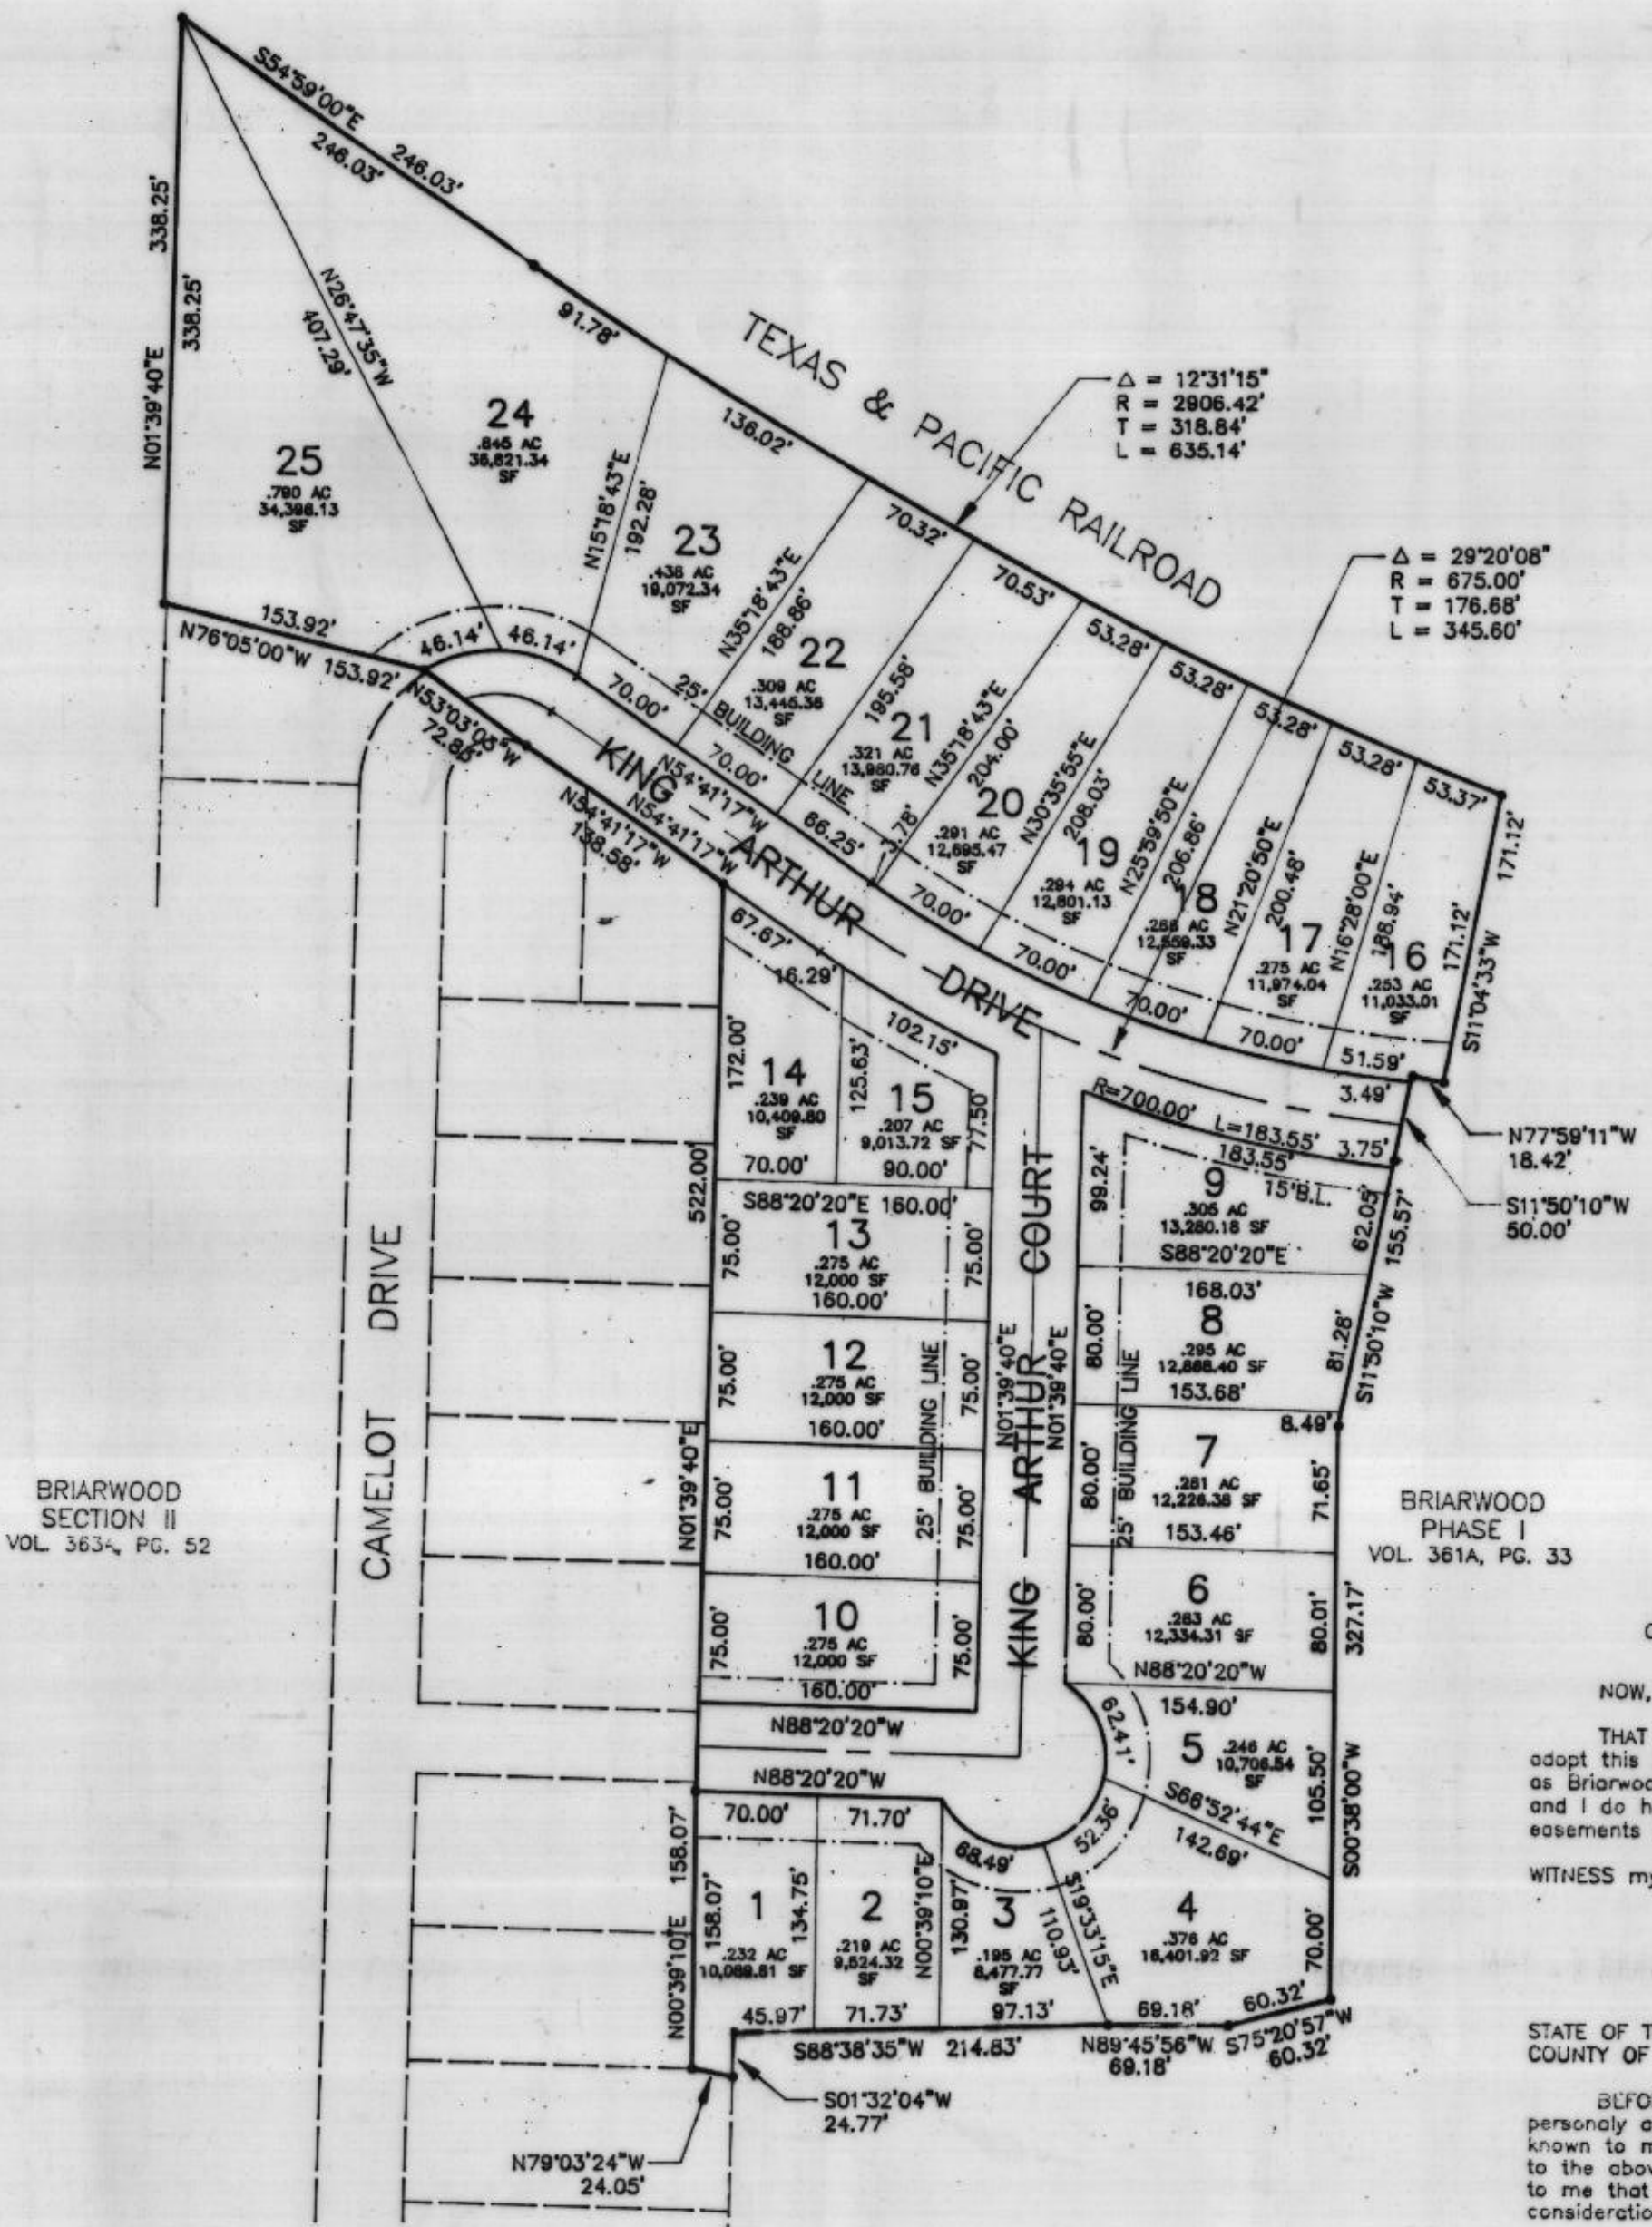 S54°59'00"E
246.03'
246.03'
338.25'
338.25'
N01°39'40"E
N26°47'35"W
407.29'
91.78'
TEXAS & PACIFIC RAILROAD
Δ = 12°31'15"
R = 2906.42'
T = 318.84'
L = 635.14'
136.02'
24
36,821.34
SF
25
SF
N15°18'43"E
192.28'
23
19,072.34
SF
70.32'
70.53'
Δ = 29°20'08"
R = 675.00'
T = 176.68'
L = 345.60'
N35°18'43"E
188.86'
22
.309 AC
SF
53.28'
53.28'
53.28'
53.28'
53.37'
153.92'
N76°05'00"W 153.92'
46.14'
46.14'
70.00'
25' BUILDING LINE
195.58'
21
.321 AC
SF
N35°18'43"E
204.00'
N53°03'03"W
KING ARTHUR DRIVE
70.00'
N54°41'17"W
66.25'
3.78'
20
.291 AC
12,695.47
SF
N30°35'55"E
208.03'
19
.294 AC
12,801.13
SF
N25°59'50"E
206.86'
18
SF
N21°20'50"E
200.48'
17
.275 AC
11,974.04
SF
N16°28'00"E
188.94'
16
.253 AC
11,033.01
SF
171.12'
171.12'
S11°04'33"W
N54°41'17"W
N54°41'17"W
138.58'
67.67'
16.29'
102.15'
70.00'
70.00'
70.00'
70.00'
51.59'
3.49'
N77°59'11"W
18.42'
S11°50'10"W
50.00'
172.00'
14
.239 AC
10,409.80
SF
70.00'
125.63'
15
.207 AC
9,013.72 SF
90.00'
77.50'
R=700.00'
L=183.55'
183.55'
3.75'
15' B.L.
99.24'
9
.305 AC
13,280.18 SF
S88°20'20"E
62.05'
155.57'
522.00'
S88°20'20"E 160.00'
75.00'
13
.275 AC
12,000 SF
160.00'
75.00'
168.03'
8
.295 AC
12,888.40 SF
153.68'
80.00'
81.28'
S11°50'10"W
CAMELOT DRIVE
75.00'
12
.275 AC
12,000 SF
160.00'
75.00'
25' BUILDING LINE
N01°39'40"E
KING ARTHUR COURT
N01°39'40"E
25' BUILDING LINE
8.49'
7
.281 AC
12,226.38 SF
153.46'
80.00'
71.65'
N01°39'40"E
75.00'
11
.275 AC
12,000 SF
160.00'
75.00'
BRIARWOOD
SECTION II
PG. 52
BRIARWOOD
PHASE I
VOL. 361A, PG. 33
75.00'
10
.275 AC
12,000 SF
160.00'
75.00'
80.00'
6
.283 AC
12,334.31 SF
N88°20'20"W
80.01'
327.17'
N88°20'20"W
N88°20'20"W
62.41'
154.90'
5
.246 AC
10,706.54
SF
S66°52'44"E
142.69'
105.50'
S00°38'00"W
NOW,
THAT
adopt this
as Briarwoo
and I do h
easements
WITNESS my
70.00'
71.70'
68.49'
52.36'
158.07'
158.07'
N00°39'10"E
1
.232 AC
10,089.81 SF
45.97'
134.75'
2
.219 AC
9,624.32
SF
71.73'
N00°39'10"E
130.97'
3
.195 AC
8,477.77
SF
97.13'
S19°33'15"E
110.93'
4
.376 AC
16,401.92 SF
69.18'
70.00'
60.32'
S88°38'35"W 214.83'
N89°45'56"W
69.18'
S75°20'57"W
60.32'
S01°32'04"W
24.77'
N79°03'24"W
24.05'
STATE OF T
COUNTY OF
BEFO
personaly a
known to m
to the abov
to me that
consideratio